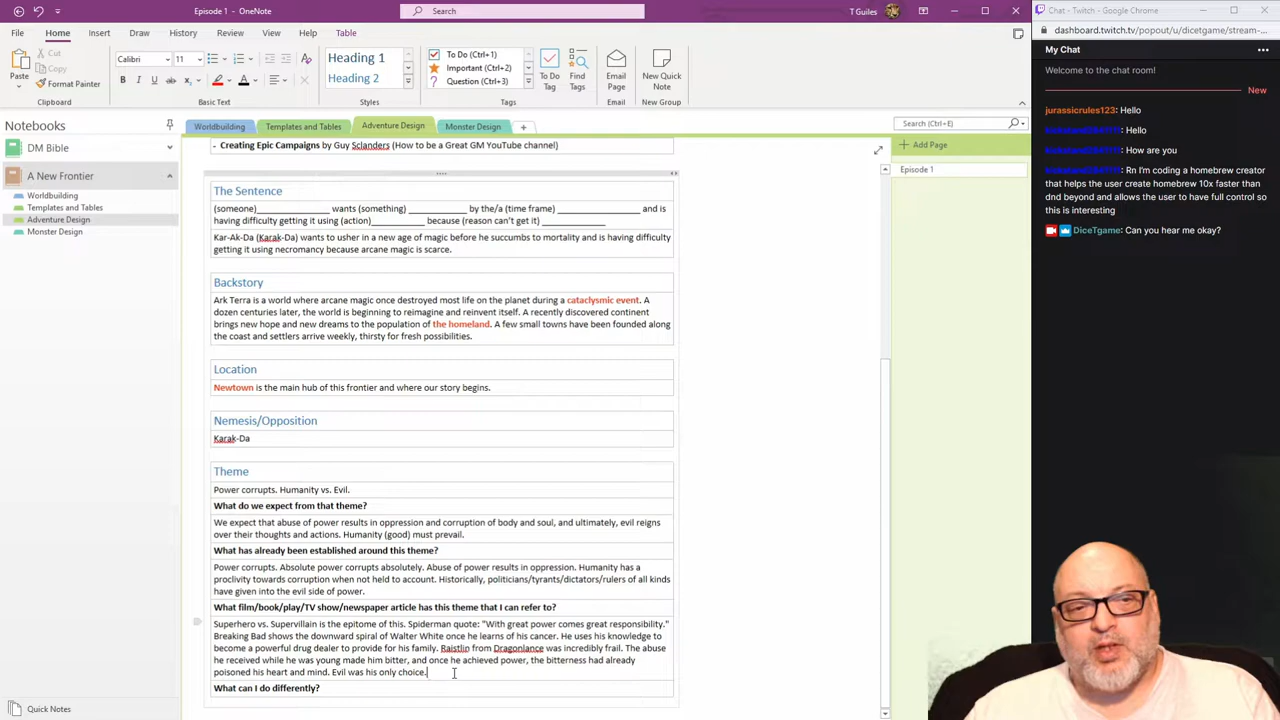 Episode 1 - OneNote
Search
T Guiles
File Home Insert Draw History Review View Help Table
Paste
Cut
Copy
Format Painter
Clipboard
Calibri 11
Basic Text
Heading 1
Heading 2
Styles
To Do (Ctrl+1)
Important (Ctrl+2)
Question (Ctrl+3)
To Do
Tag
Find
Tags
Tags
Email
Page
Email
New Quick
Note
New Group
Notebooks
DM Bible
A New Frontier
Worldbuilding
Templates and Tables
Adventure Design
Monster Design
Quick Notes
Worldbuilding Templates and Tables Adventure Design Monster Design +
Search (Ctrl+E)
Add Page
Episode 1
- Creating Epic Campaigns by Guy Sclanders (How to be a Great GM YouTube channel)
The Sentence
(someone)________________ wants (something) _____________ by the/a (time frame) __________________ and is
having difficulty getting it using (action)____________ because (reason can't get it) ______________
Kar-Ak-Da (Karak-Da) wants to usher in a new age of magic before he succumbs to mortality and is having difficulty
getting it using necromancy because arcane magic is scarce.
Backstory
Ark Terra is a world where arcane magic once destroyed most life on the planet during a cataclysmic event. A
dozen centuries later, the world is beginning to reimagine and reinvent itself. A recently discovered continent
brings new hope and new dreams to the population of the homeland. A few small towns have been founded along
the coast and settlers arrive weekly, thirsty for fresh possibilities.
Location
Newtown is the main hub of this frontier and where our story begins.
Nemesis/Opposition
Karak-Da
Theme
Power corrupts. Humanity vs. Evil.
What do we expect from that theme?
We expect that abuse of power results in oppression and corruption of body and soul, and ultimately, evil reigns
over their thoughts and actions. Humanity (good) must prevail.
What has already been established around this theme?
Power corrupts. Absolute power corrupts absolutely. Abuse of power results in oppression. Humanity has a
proclivity towards corruption when not held to account. Historically, politicians/tyrants/dictators/rulers of all kinds
have given into the evil side of power.
What film/book/play/TV show/newspaper article has this theme that I can refer to?
Superhero vs. Supervillain is the epitome of this. Spiderman quote: "With great power comes great responsibility."
Breaking Bad shows the downward spiral of Walter White once he learns of his cancer. He uses his knowledge to
become a powerful drug dealer to provide for his family. Raistlin from Dragonlance was incredibly frail. The abuse
he received while he was young made him bitter, and once he achieved power, the bitterness had already
poisoned his heart and mind. Evil was his only choice.
What can I do differently?
Chat - Twitch - Google Chrome
dashboard.twitch.tv/popout/u/dicetgame/stream-...
My Chat
Welcome to the chat room!
New
jurassicrules123: Hello
: Hello
: How are you
: Rn I'm coding a homebrew creator
that helps the user create homebrew 10x faster than
dnd beyond and allows the user to have full control so
this is interesting
DiceTgame: Can you hear me okay?